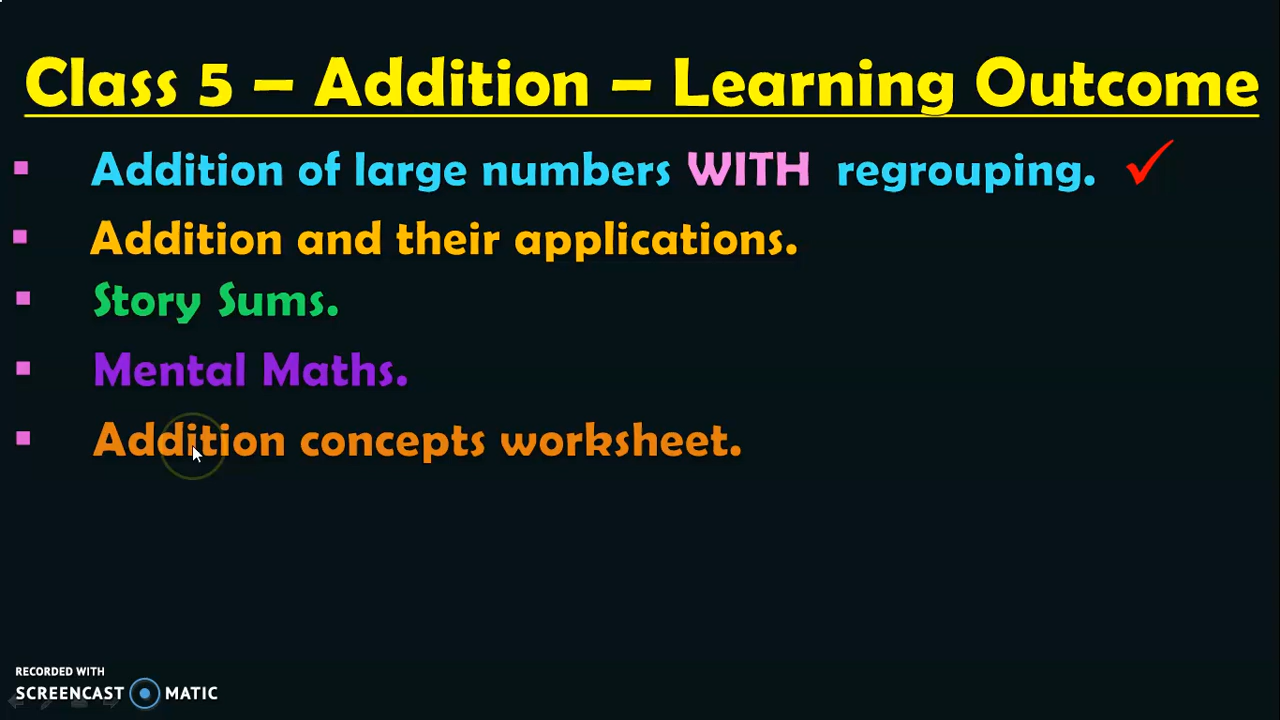 Class 5 – Addition – Learning Outcome
▪ Addition of large numbers WITH regrouping. ✓
▪ Addition and their applications.
▪ Story Sums.
▪ Mental Maths.
▪ Addition concepts worksheet.
RECORDED WITH
SCREENCAST MATIC